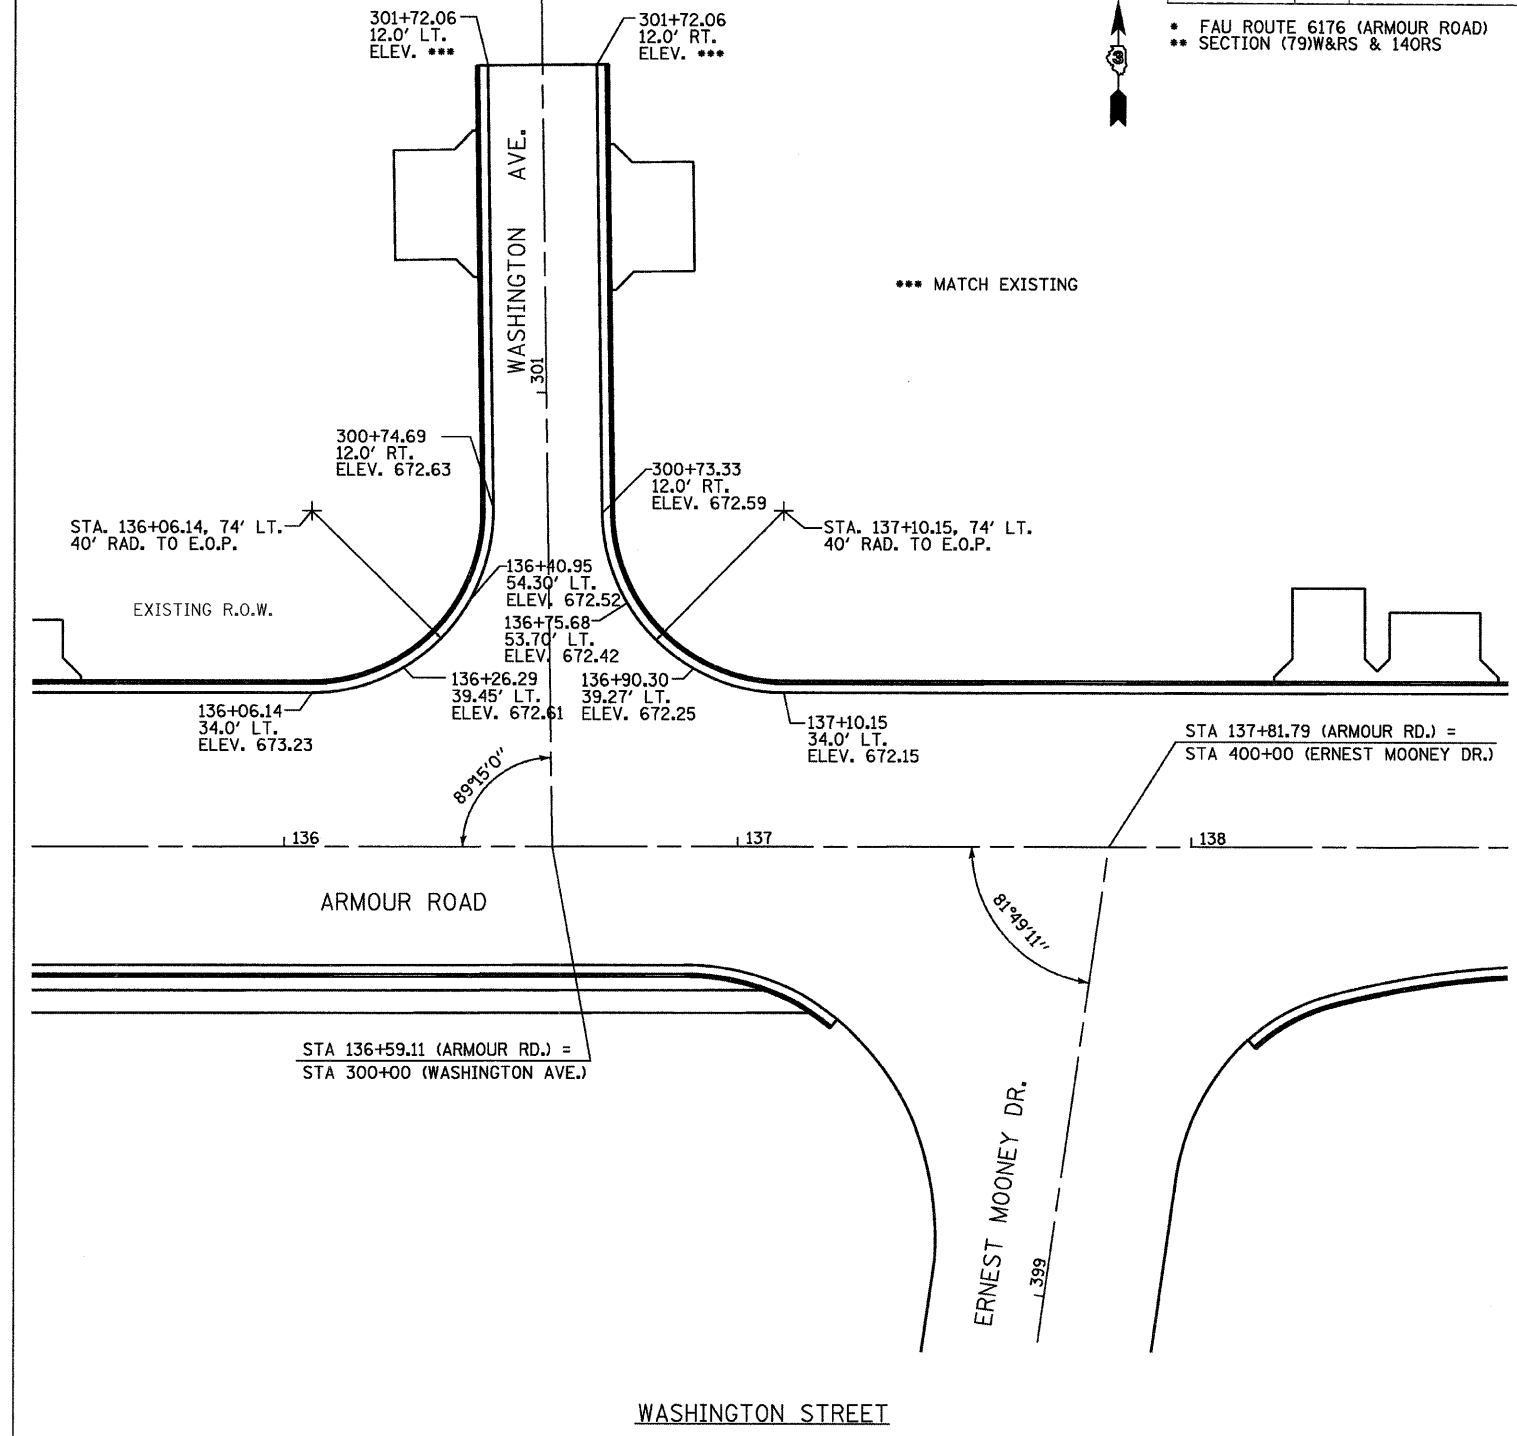 301+72.06
12.0' LT.
ELEV. ***
301+72.06
12.0' RT.
ELEV. ***
* FAU ROUTE 6176 (ARMOUR ROAD)
** SECTION (79)W&RS & 140RS
3
WASHINGTON AVE.
*** MATCH EXISTING
301
300+74.69
12.0' RT.
ELEV. 672.63
300+73.33
12.0' RT.
ELEV. 672.59
STA. 136+06.14, 74' LT.
40' RAD. TO E.O.P.
STA. 137+10.15, 74' LT.
40' RAD. TO E.O.P.
136+40.95
54.30' LT.
ELEV. 672.52
EXISTING R.O.W.
136+75.68
53.70' LT.
ELEV. 672.42
136+26.29
39.45' LT.
ELEV. 672.61
136+90.30
39.27' LT.
ELEV. 672.25
136+06.14
34.0' LT.
ELEV. 673.23
137+10.15
34.0' LT.
ELEV. 672.15
STA 137+81.79 (ARMOUR RD.) =
STA 400+00 (ERNEST MOONEY DR.)
89°15'0"
136
137
138
ARMOUR ROAD
81°49'11"
STA 136+59.11 (ARMOUR RD.) =
STA 300+00 (WASHINGTON AVE.)
ERNEST MOONEY DR.
399
WASHINGTON STREET